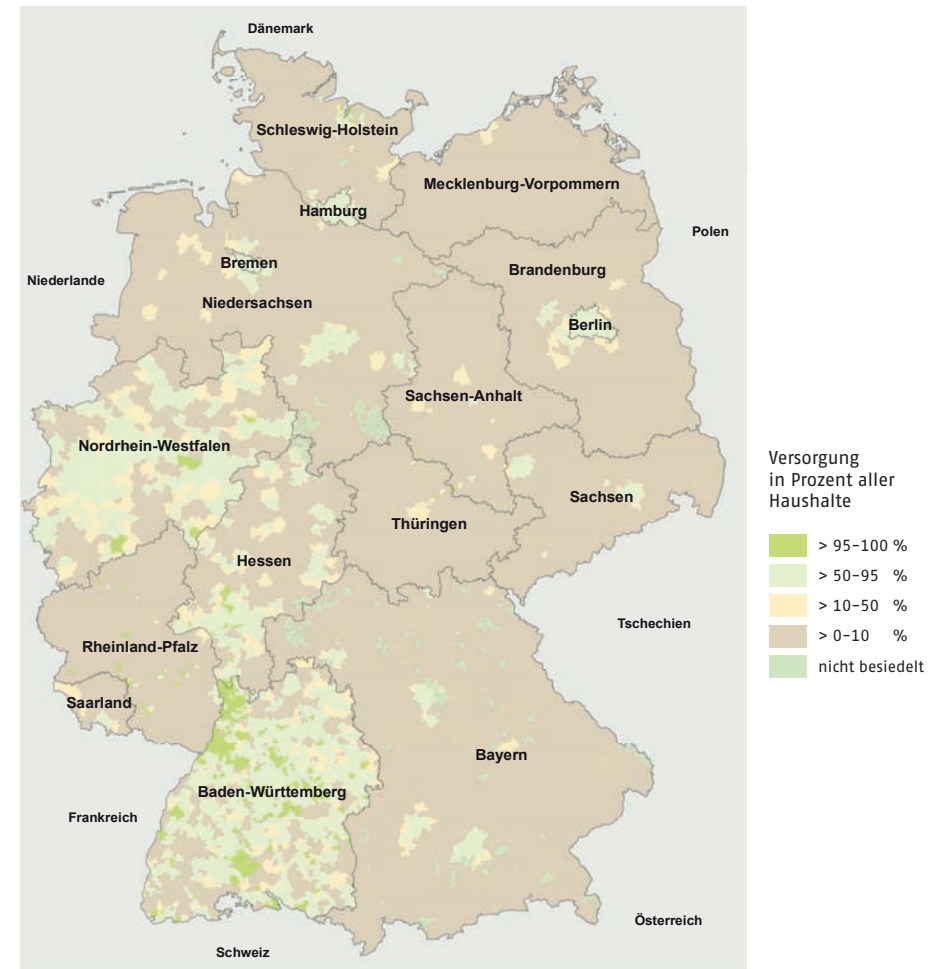 Dänemark
Schleswig-Holstein
Mecklenburg-Vorpommern
Hamburg
Polen
Bremen
Brandenburg
Niederlande
Niedersachsen
Berlin
Sachsen-Anhalt
Nordrhein-Westfalen
Sachsen
Thüringen
Hessen
Tschechien
Rheinland-Pfalz
Saarland
Bayern
Baden-Württemberg
Frankreich
Österreich
Schweiz
Versorgung
in Prozent aller
Haushalte
> 95–100 %
> 50–95 %
> 10–50 %
> 0–10 %
nicht besiedelt